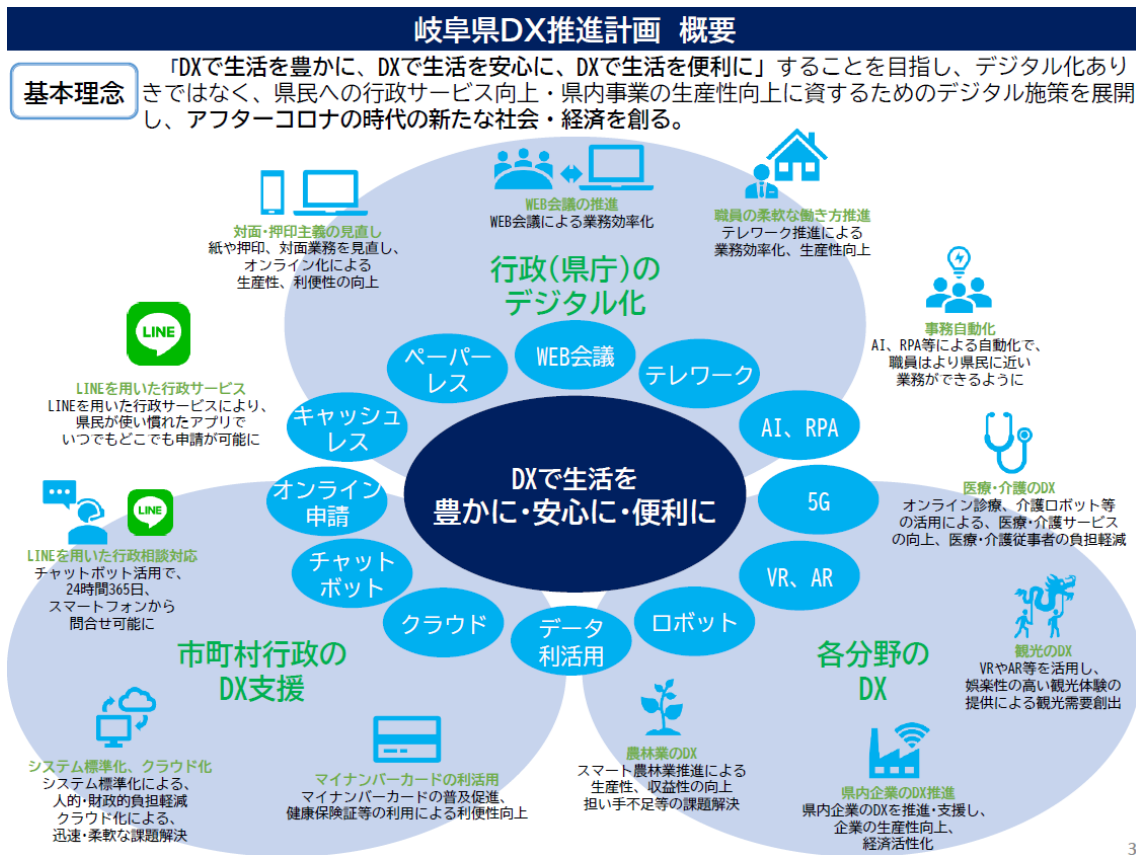 岐阜県DX推進計画 概要
基本理念
「DXで生活を豊かに、DXで生活を安心に、DXで生活を便利に」することを目指し、デジタル化あり
きではなく、県民への行政サービス向上・県内事業の生産性向上に資するためのデジタル施策を展開
し、アフターコロナの時代の新たな社会・経済を創る。
WEB会議の推進
WEB会議による業務効率化
対面・押印主義の見直し
紙や押印、対面業務を見直し、
オンライン化による
生産性、利便性の向上
職員の柔軟な働き方推進
テレワーク推進による
業務効率化、生産性向上
行政(県庁)の
デジタル化
事務自動化
AI、RPA等による自動化で、
職員はより県民に近い
業務ができるように
LINE
LINEを用いた行政サービス
LINEを用いた行政サービスにより、
県民が使い慣れたアプリで
いつでもどこでも申請が可能に
ペーパー
レス
WEB会議
テレワーク
キャッシュ
レス
AI、RPA
オンライン
申請
5G
チャット
ボット
VR、AR
クラウド
データ
利活用
ロボット
DXで生活を
豊かに・安心に・便利に
医療・介護のDX
オンライン診療、介護ロボット等
の活用による、医療・介護サービス
の向上、医療・介護従事者の負担軽減
LINE
LINEを用いた行政相談対応
チャットボット活用で、
24時間365日、
スマートフォンから
問合せ可能に
市町村行政の
DX支援
各分野の
DX
観光のDX
VRやAR等を活用し、
娯楽性の高い観光体験の
提供による観光需要創出
システム標準化、クラウド化
システム標準化による、
人的・財政的負担軽減
クラウド化による、
迅速・柔軟な課題解決
マイナンバーカードの利活用
マイナンバーカードの普及促進、
健康保険証等の利用による利便性向上
農林業のDX
スマート農林業推進による
生産性、収益性の向上
担い手不足等の課題解決
県内企業のDX推進
県内企業のDXを推進・支援し、
企業の生産性向上、
経済活性化
3